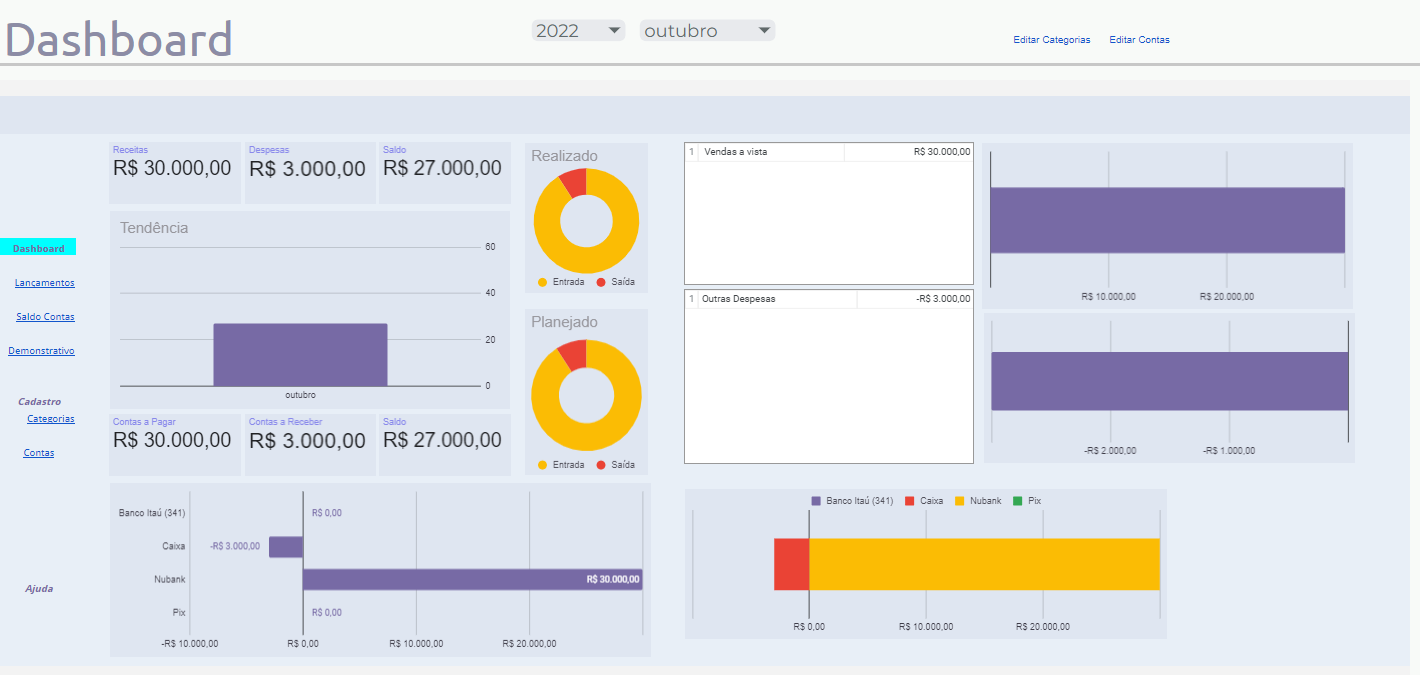 Dashboard
2022
outubro
Editar Categorias
Editar Contas
Dashboard
Lancamentos
Saldo Contas
Demonstrativo
Cadastro
Categorias
Contas
Ajuda
Receitas
R$ 30.000,00
Despesas
R$ 3.000,00
Saldo
R$ 27.000,00
Tendência
60
40
20
0
outubro
Contas a Pagar
R$ 30.000,00
Contas a Receber
R$ 3.000,00
Saldo
R$ 27.000,00
Realizado
Entrada Saída
Planejado
Entrada Saída
1 Vendas a vista R$ 30.000,00
1 Outras Despesas -R$ 3.000,00
R$ 10.000,00 R$ 20.000,00
-R$ 2.000,00 -R$ 1.000,00
Banco Itaú (341) R$ 0,00
Caixa -R$ 3.000,00
Nubank R$ 30.000,00
Pix R$ 0,00
-R$ 10.000,00 R$ 0,00 R$ 10.000,00 R$ 20.000,00
Banco Itaú (341) Caixa Nubank Pix
R$ 0,00 R$ 10.000,00 R$ 20.000,00